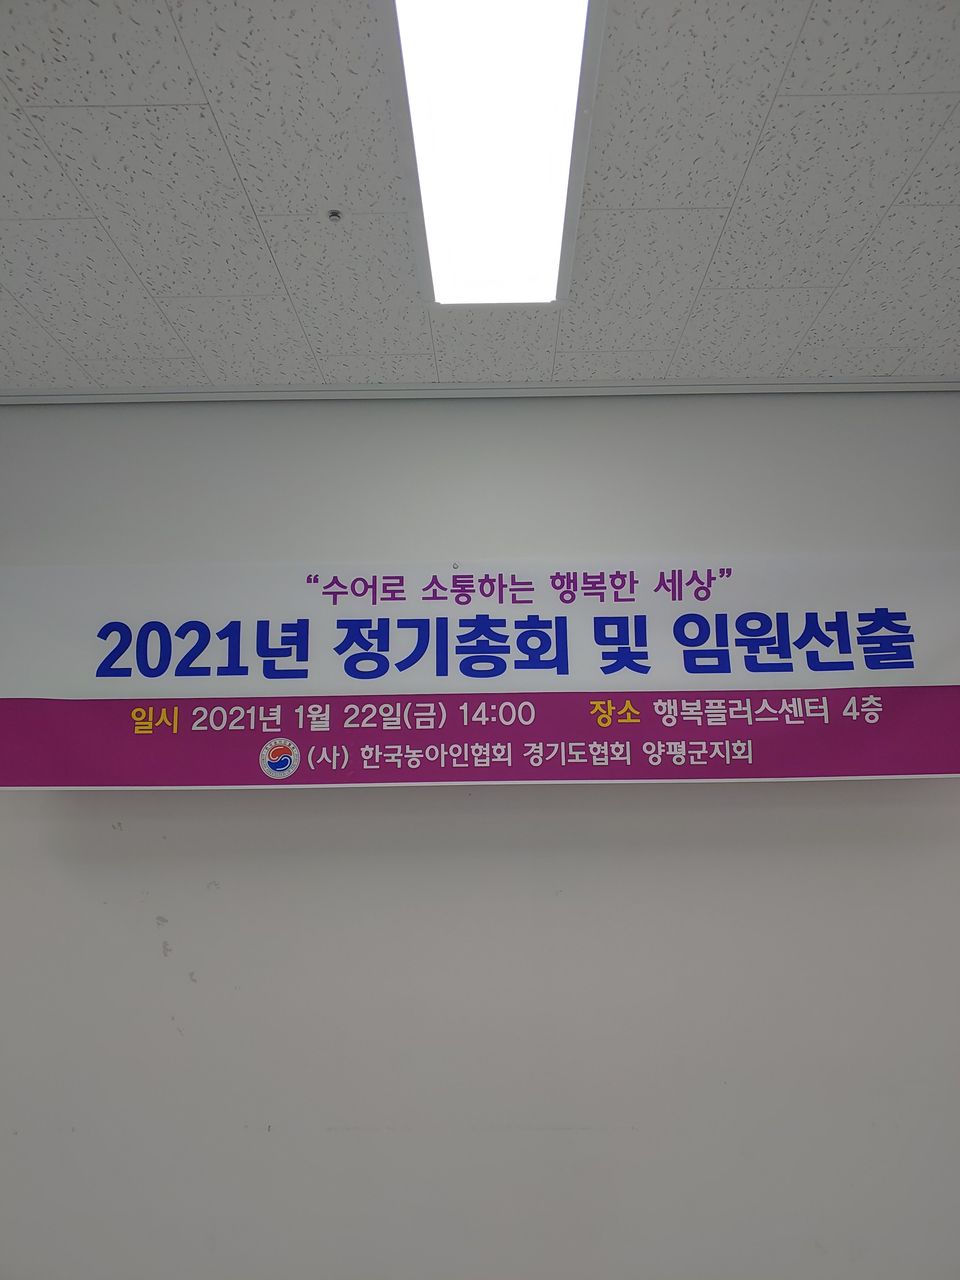 “수어로 소통하는 행복한 세상”
2021년 정기총회 및 임원선출
일시 2021년 1월 22일(금) 14:00 장소 행복플러스센터 4층
(사) 한국농아인협회 경기도협회 양평군지회